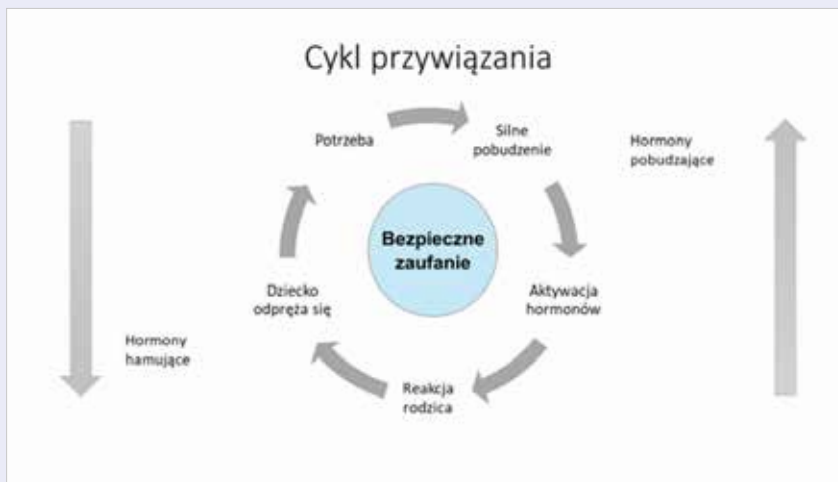 Cykl przywiązania
Potrzeba
Silne
pobudzenie
Hormony
pobudzające
Bezpieczne
zaufanie
Dziecko
odpręża się
Aktywacja
hormonów
Hormony
hamujące
Reakcja
rodzica